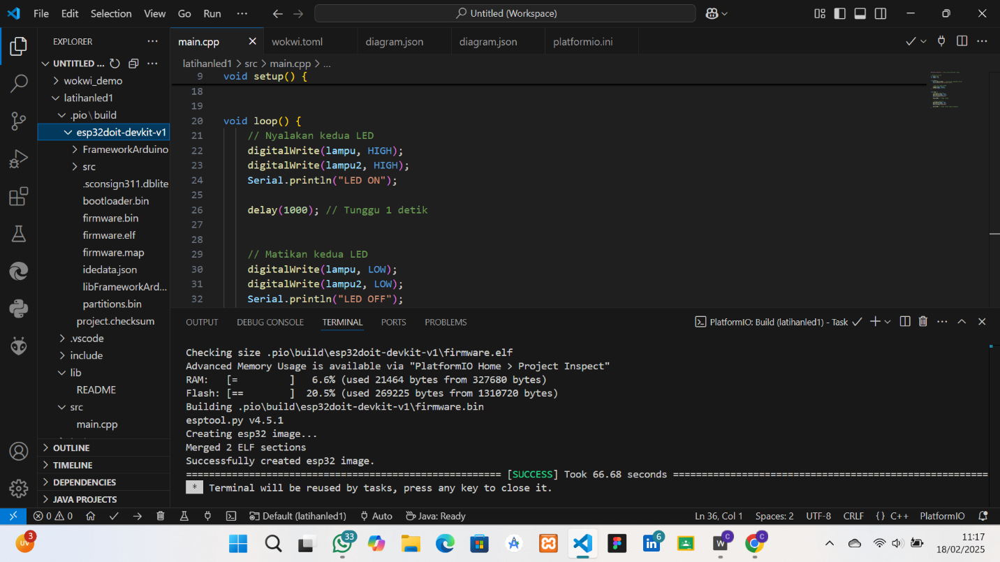 File Edit Selection View Go Run ··· Untitled (Workspace)
EXPLORER ···
main.cpp wokwi.toml diagram.json diagram.json platformio.ini
UNTITLED ...
latihanled1 > src > main.cpp > ...
wokwi_demo
latihanled1
.pio \ build
esp32doit-devkit-v1
FrameworkArduino
src
.sconsign311.dblite
bootloader.bin
firmware.bin
firmware.elf
firmware.map
idedata.json
libFrameworkArd...
partitions.bin
project.checksum
.vscode
include
lib
README
src
main.cpp
OUTLINE
TIMELINE
DEPENDENCIES
JAVA PROJECTS
9 void setup() {
18
19
20 void loop() {
21 // Nyalakan kedua LED
22 digitalWrite(lampu, HIGH);
23 digitalWrite(lampu2, HIGH);
24 Serial.println("LED ON");
25
26 delay(1000); // Tunggu 1 detik
27
28
29 // Matikan kedua LED
30 digitalWrite(lampu, LOW);
31 digitalWrite(lampu2, LOW);
32 Serial.println("LED OFF");
OUTPUT DEBUG CONSOLE TERMINAL PORTS PROBLEMS PlatformIO: Build (latihanled1) - Task
Checking size .pio\build\esp32doit-devkit-v1\firmware.elf
Advanced Memory Usage is available via "PlatformIO Home > Project Inspect"
RAM: [= ] 6.6% (used 21464 bytes from 327680 bytes)
Flash: [== ] 20.5% (used 269225 bytes from 1310720 bytes)
Building .pio\build\esp32doit-devkit-v1\firmware.bin
esptool.py v4.5.1
Creating esp32 image...
Merged 2 ELF sections
Successfully created esp32 image.
======================================================= [SUCCESS] Took 66.68 seconds =======================================================
* Terminal will be reused by tasks, press any key to close it.
0 0 Default (latihanled1) Auto Java: Ready Ln 36, Col 1 Spaces: 2 UTF-8 CRLF {} C++ PlatformIO
UV 3 33 6 W C C 11:17
18/02/2025